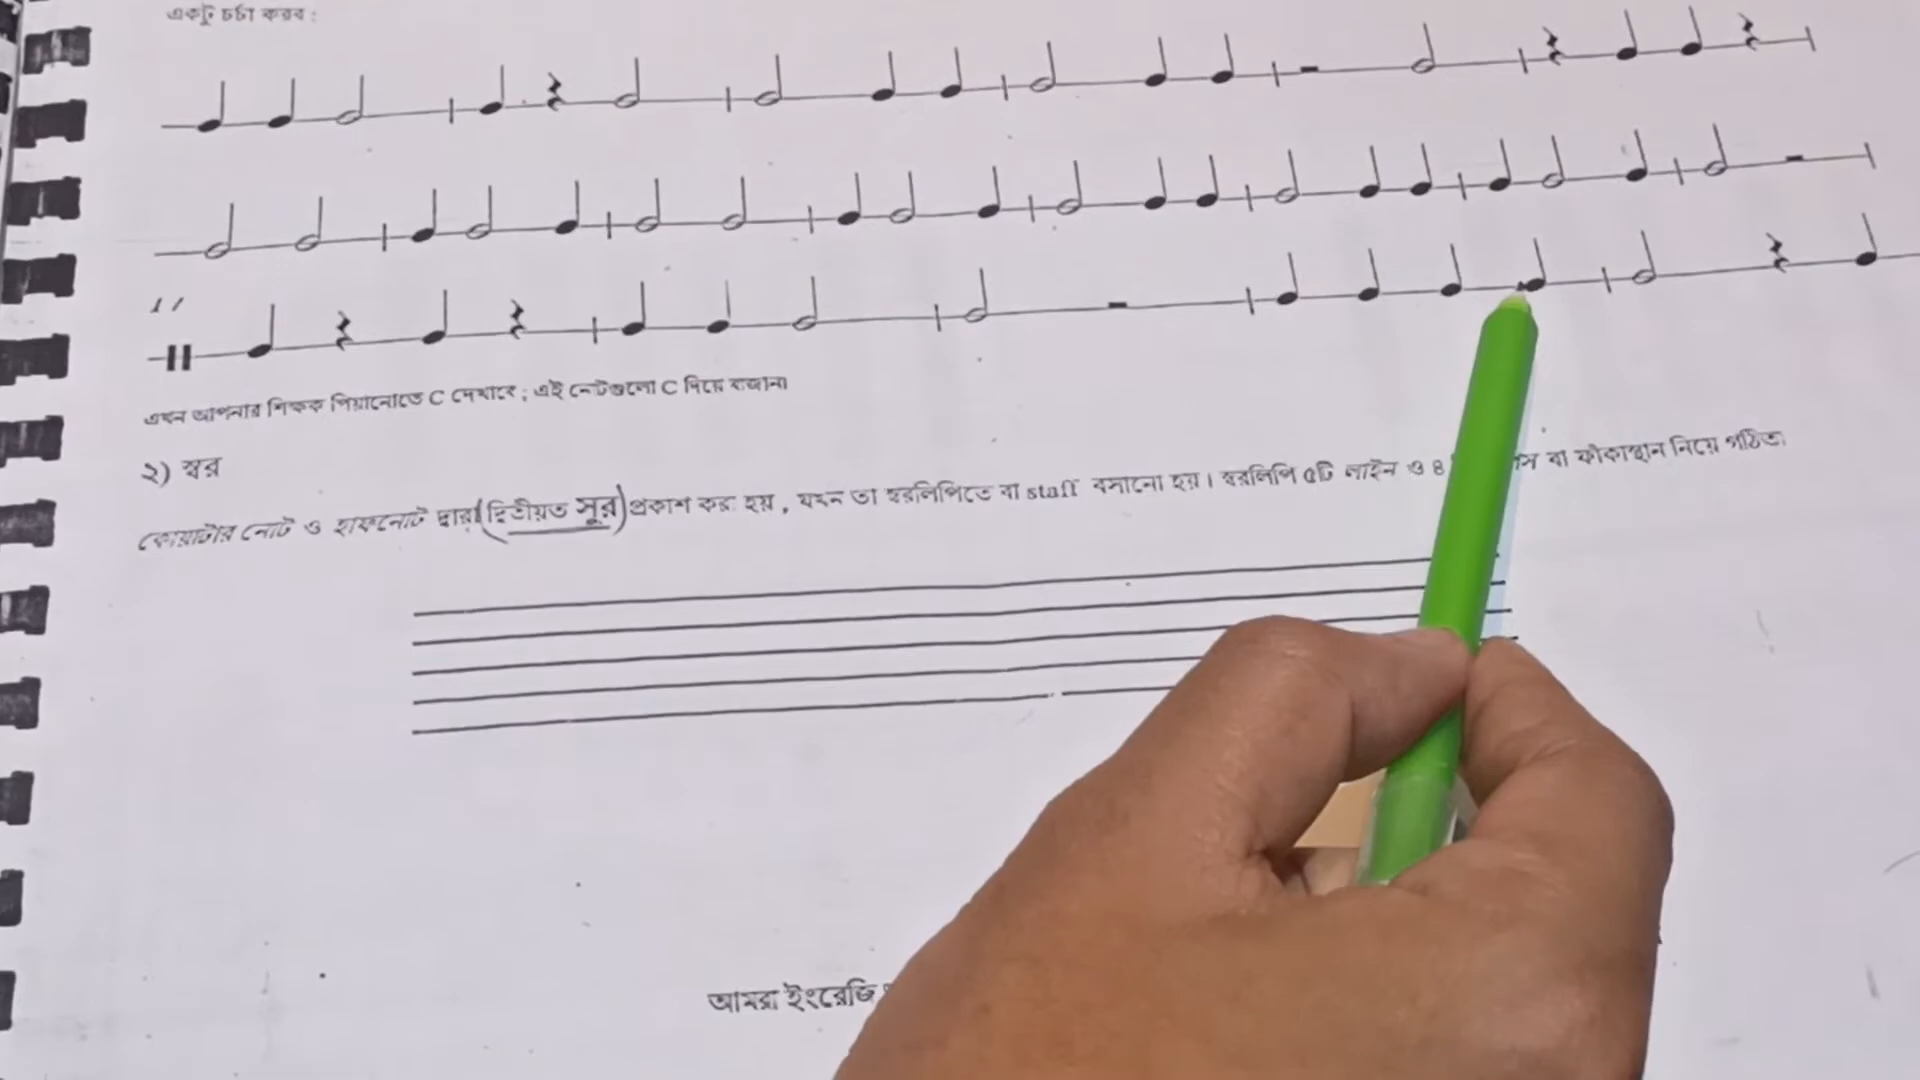 একটু চর্চা করব :
এখন আপনার শিক্ষক পিয়ানোতে C দেখাবে ; এই নোটগুলো C দিয়ে বাজান।
২) স্বর
কোয়ার্টার নোট ও হাফনোট দ্বারা (দ্বিতীয়ত সুর) প্রকাশ করা হয় , যখন তা স্বরলিপিতে বা staff বসানো হয় । স্বরলিপি ৫টি লাইন ও ৪ বা ফাঁকাস্থান নিয়ে গঠিত।
আমরা ইংরেজি